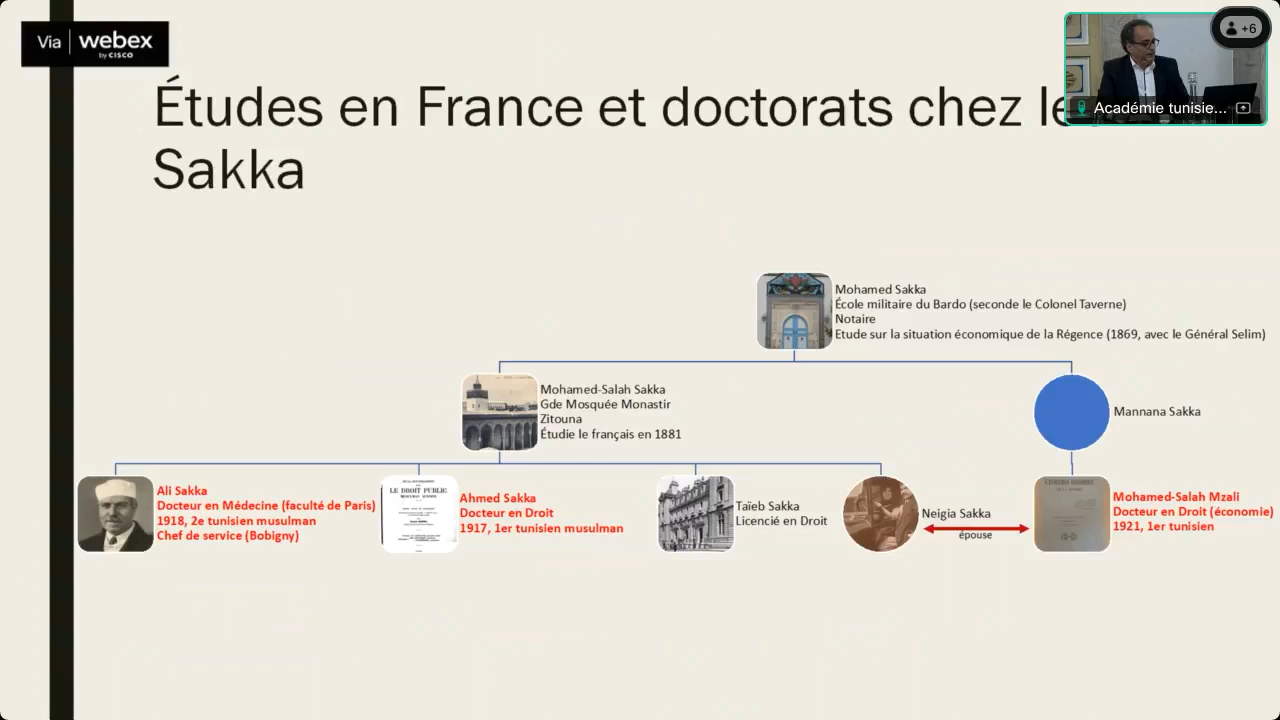 Via webex
by CISCO
+6
Académie tunisie...
Études en France et doctorats chez le
Sakka
Mohamed Sakka
École militaire du Bardo (seconde le Colonel Taverne)
Notaire
Etude sur la situation économique de la Régence (1869, avec le Général Selim)
Mohamed-Salah Sakka
Gde Mosquée Monastir
Zitouna
Étudie le français en 1881
Mannana Sakka
Ali Sakka
Docteur en Médecine (faculté de Paris)
1918, 2e tunisien musulman
Chef de service (Bobigny)
LE DROIT PUBLIC
Ahmed Sakka
Docteur en Droit
1917, 1er tunisien musulman
Taïeb Sakka
Licencié en Droit
Neigia Sakka
épouse
Mohamed-Salah Mzali
Docteur en Droit (économie)
1921, 1er tunisien